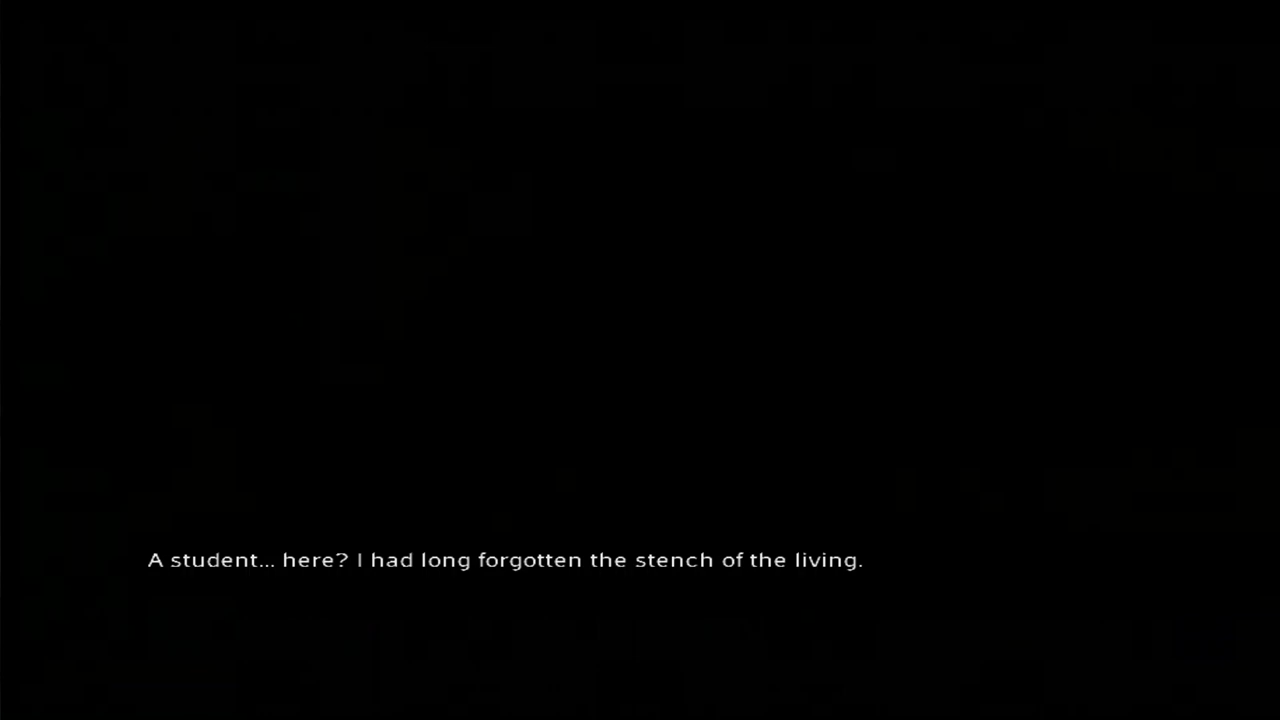 A student... here? I had long forgotten the stench of the living.